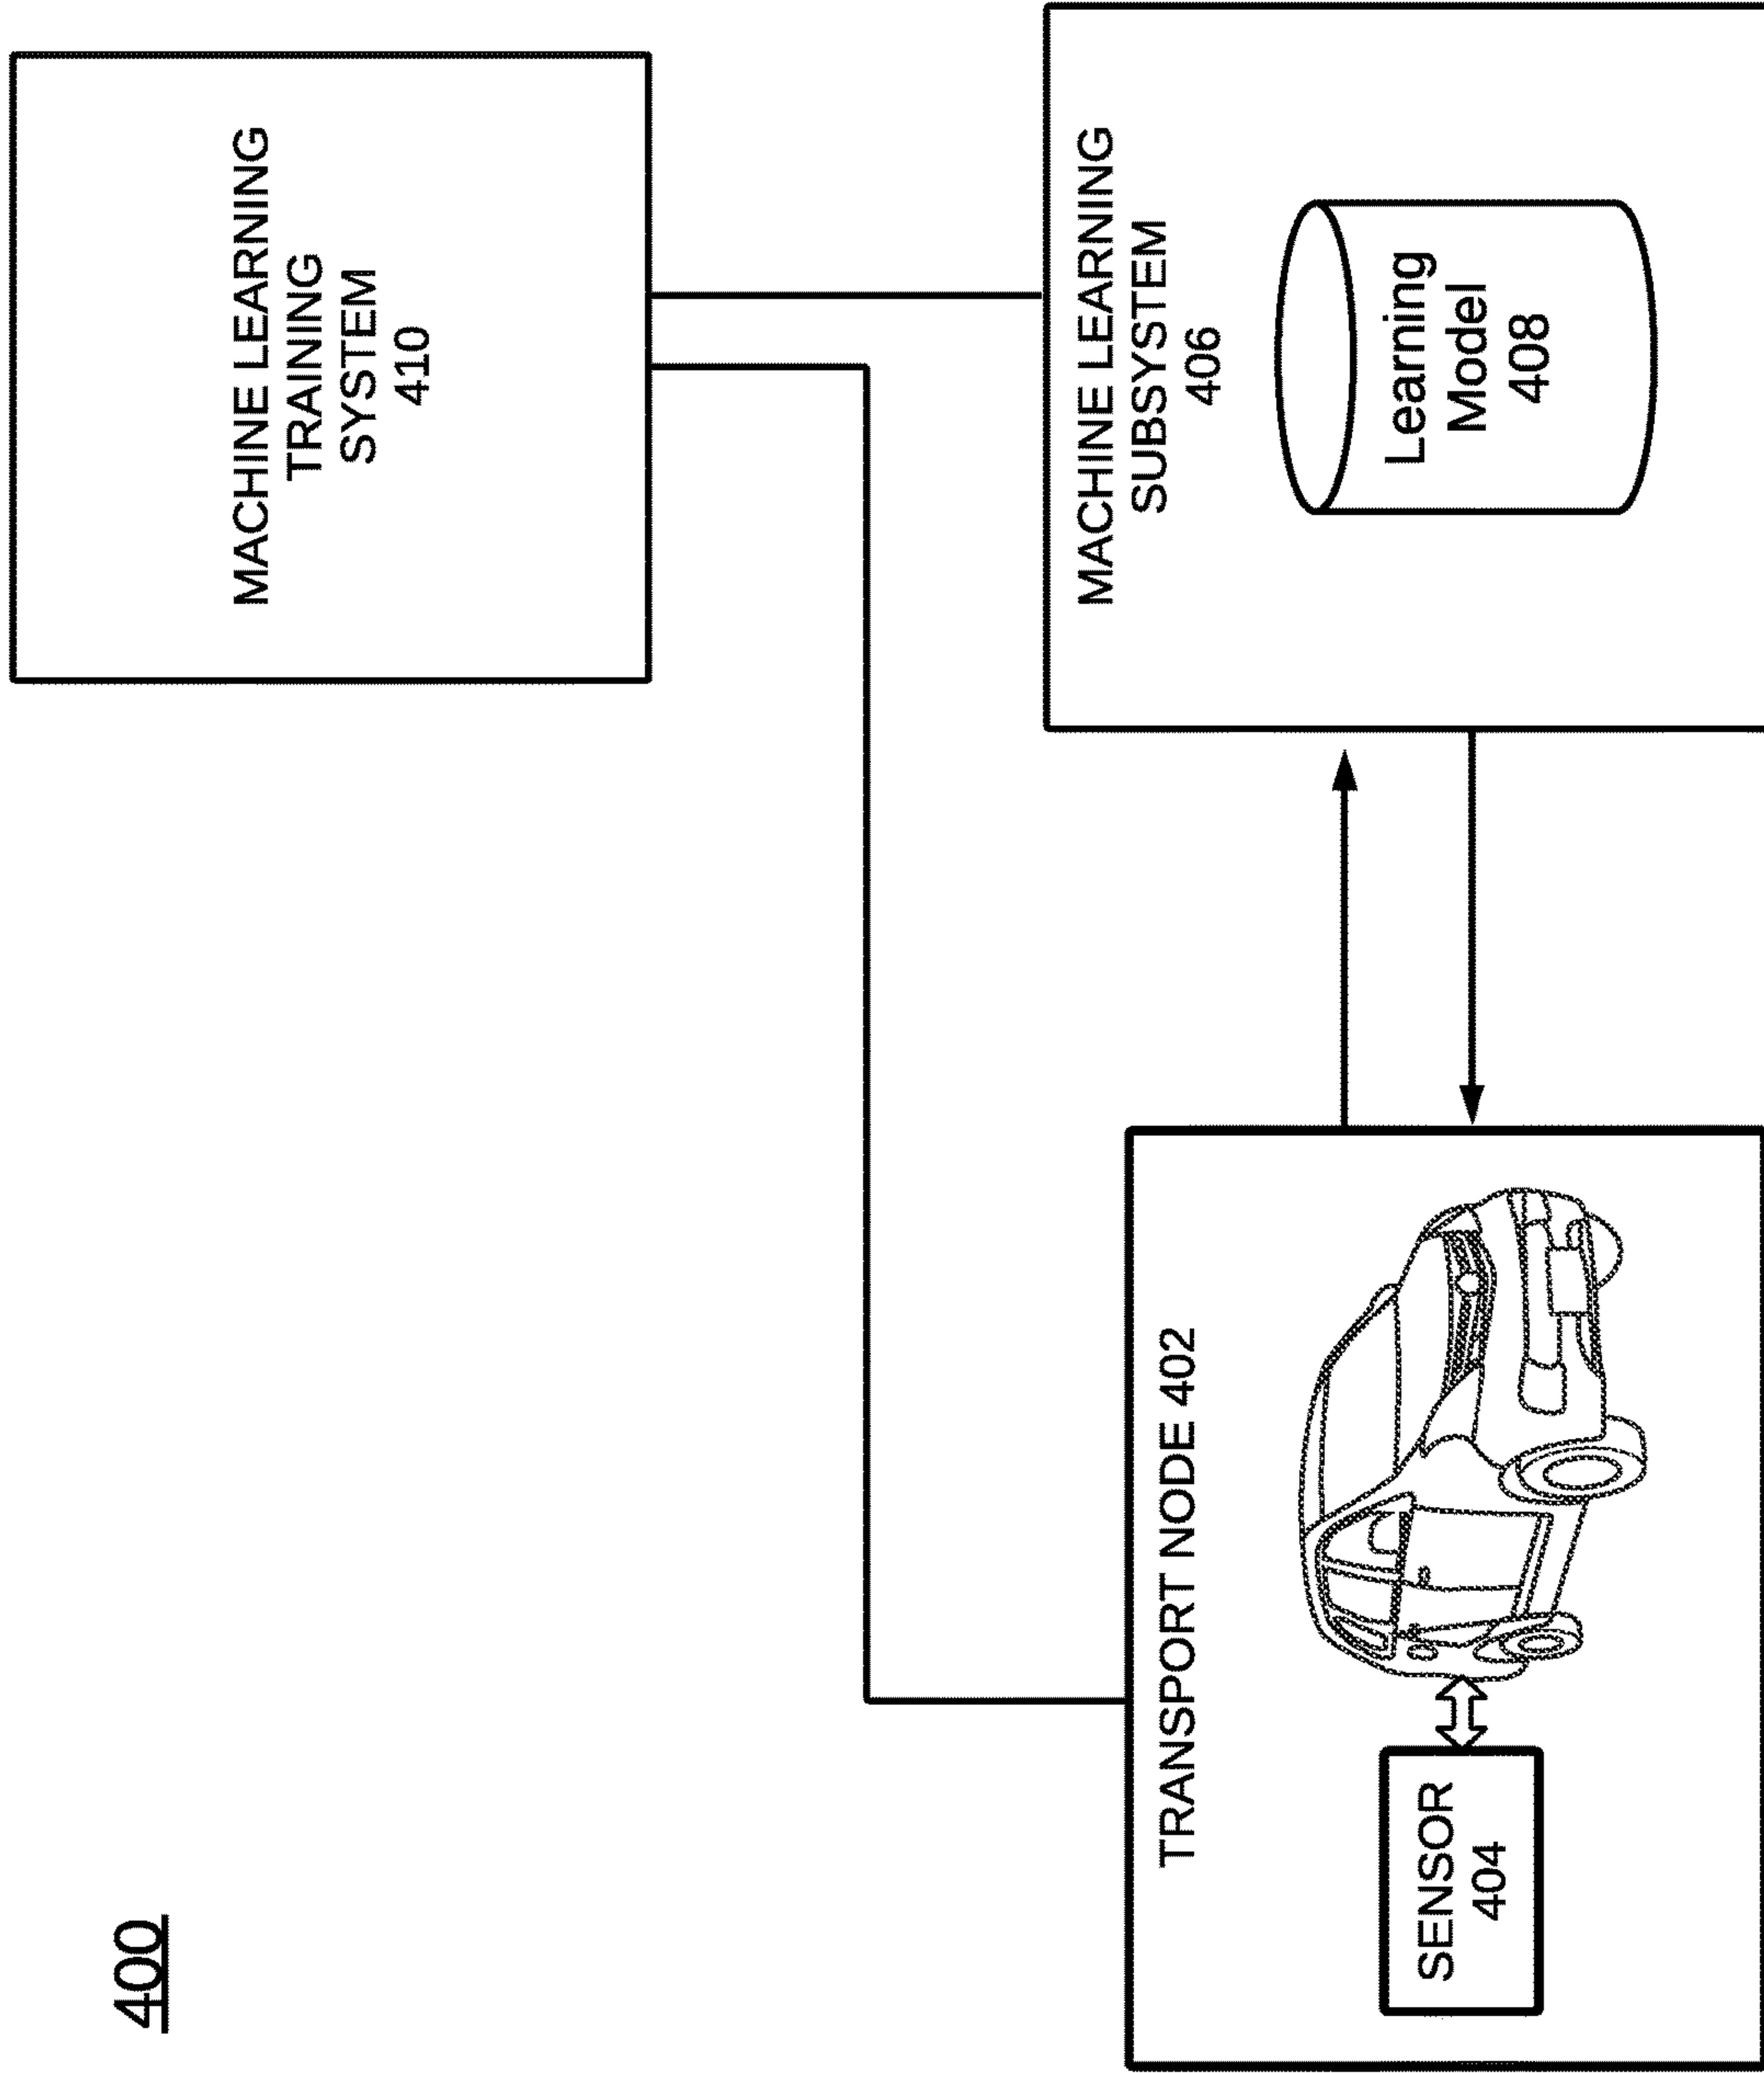 400
MACHINE LEARNING
TRAINING
SYSTEM
410
TRANSPORT NODE 402
SENSOR
404
MACHINE LEARNING
SUBSYSTEM
406
Learning
Model
408